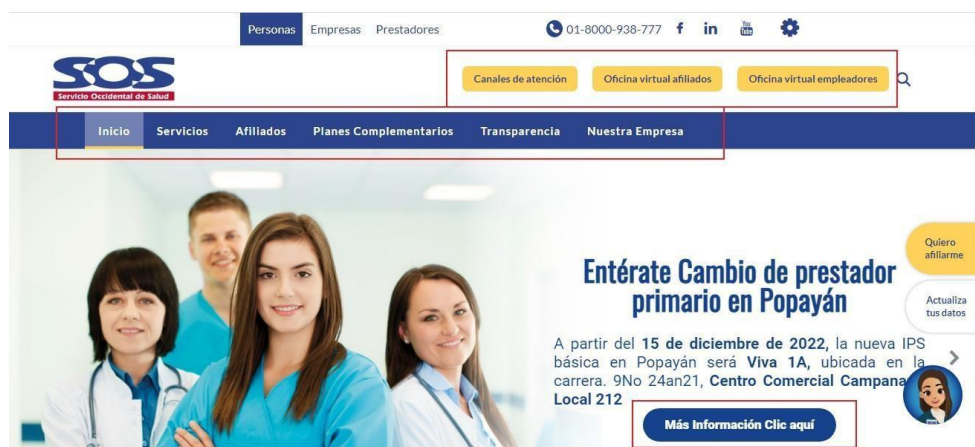 Personas Empresas Prestadores 01-8000-938-777 f in You Tube
SOS
Servicio Occidental de Salud
Canales de atención Oficina virtual afiliados Oficina virtual empleadores
Inicio Servicios Afiliados Planes Complementarios Transparencia Nuestra Empresa
Quiero
afiliarme
Entérate Cambio de prestador
primario en Popayán
Actualiza
tus datos
A partir del 15 de diciembre de 2022, la nueva IPS
básica en Popayán será Viva 1A, ubicada en la
carrera. 9No 24an21, Centro Comercial Campana
Local 212
Más Información Clic aquí